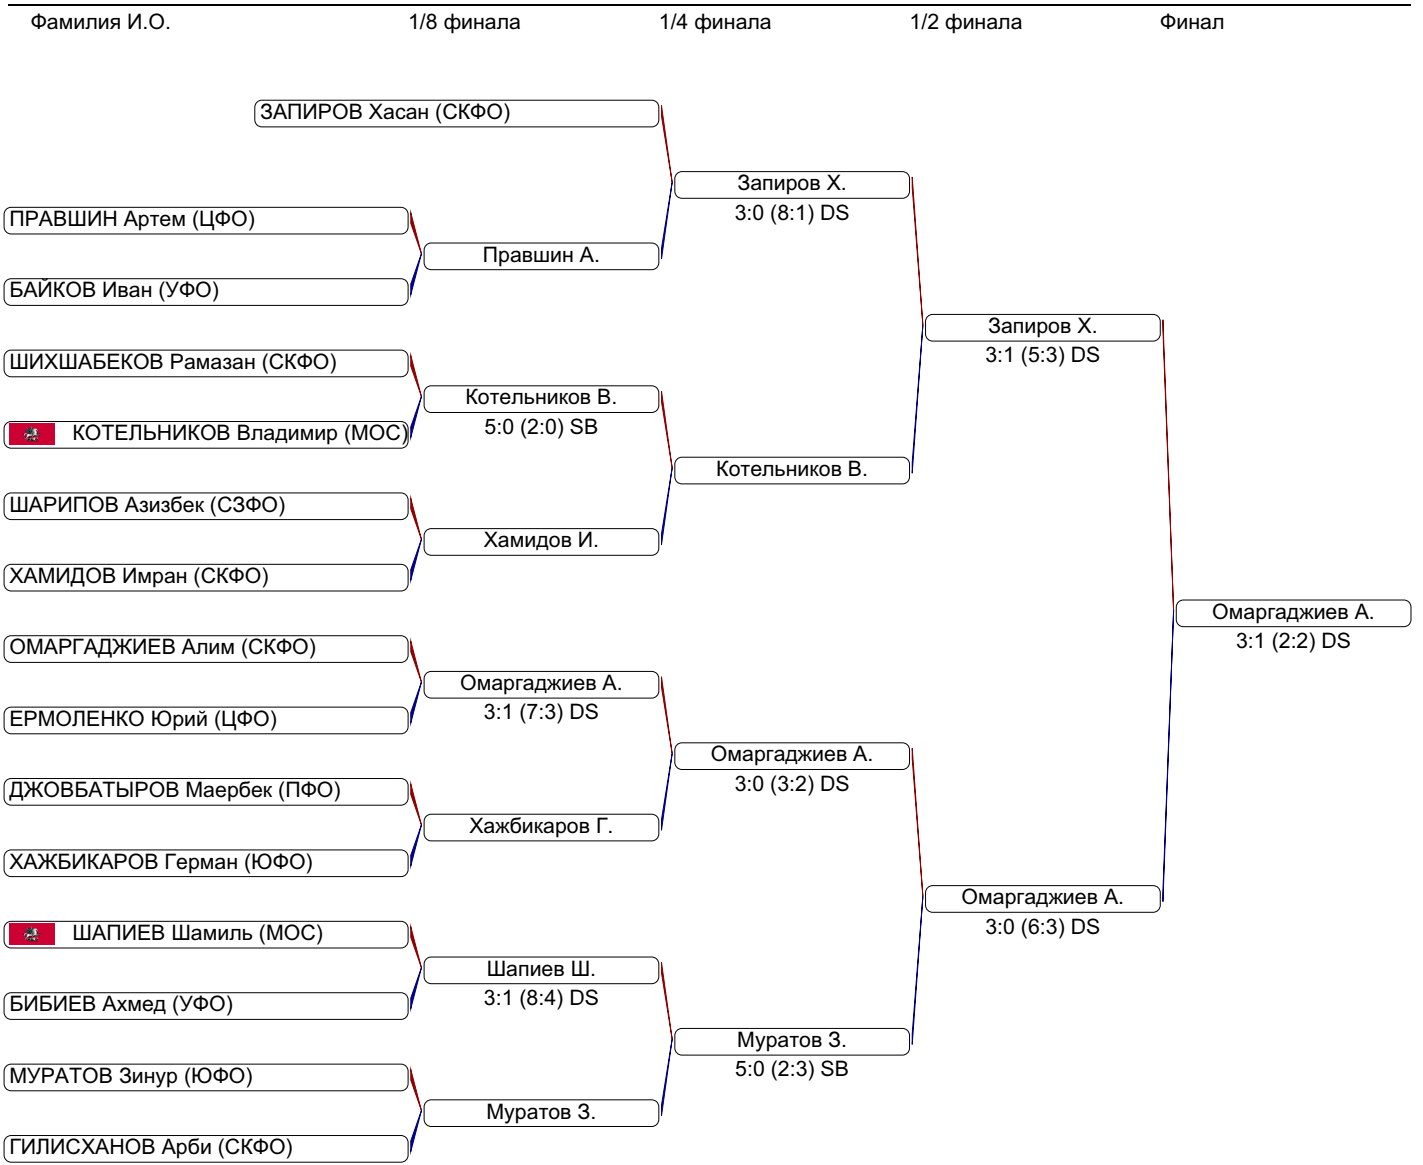 Фамилия И.О. 1/8 финала 1/4 финала 1/2 финала Финал
ЗАПИРОВ Хасан (СКФО)
Запиров Х.
3:0 (8:1) DS
ПРАВШИН Артем (ЦФО)
Правшин А.
БАЙКОВ Иван (УФО)
Запиров Х.
3:1 (5:3) DS
ШИХШАБЕКОВ Рамазан (СКФО)
Котельников В.
5:0 (2:0) SB
КОТЕЛЬНИКОВ Владимир (МОС)
Котельников В.
ШАРИПОВ Азизбек (СЗФО)
Хамидов И.
ХАМИДОВ Имран (СКФО)
Омаргаджиев А.
3:1 (2:2) DS
ОМАРГАДЖИЕВ Алим (СКФО)
Омаргаджиев А.
3:1 (7:3) DS
ЕРМОЛЕНКО Юрий (ЦФО)
Омаргаджиев А.
3:0 (3:2) DS
ДЖОВБАТЫРОВ Маербек (ПФО)
Хажбикаров Г.
ХАЖБИКАРОВ Герман (ЮФО)
Омаргаджиев А.
3:0 (6:3) DS
ШАПИЕВ Шамиль (МОС)
Шапиев Ш.
3:1 (8:4) DS
БИБИЕВ Ахмед (УФО)
Муратов З.
5:0 (2:3) SB
МУРАТОВ Зинур (ЮФО)
Муратов З.
ГИЛИСХАНОВ Арби (СКФО)